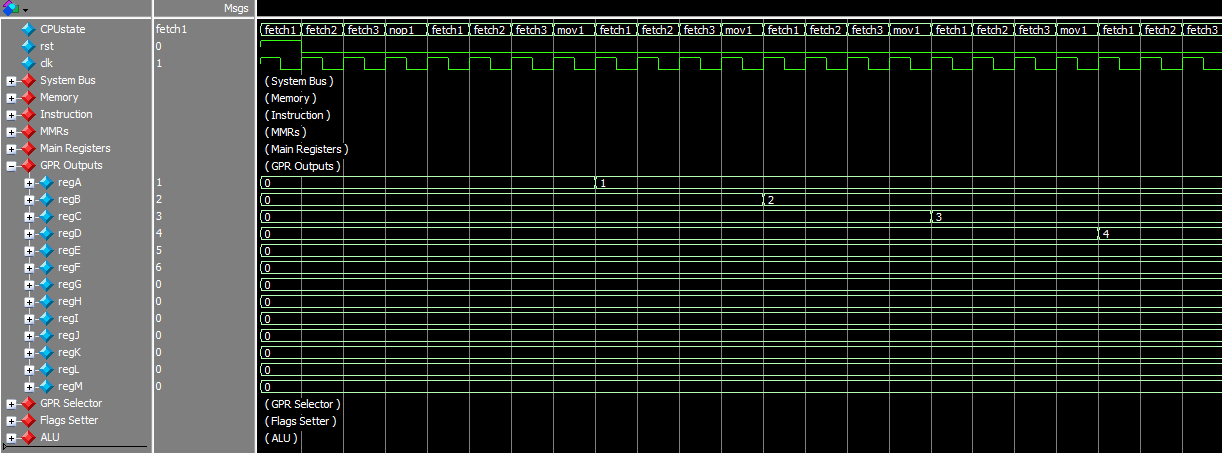 Msgs
CPUstate fetch1 fetch1 fetch2 fetch3 nop1 fetch1 fetch2 fetch3 mov1 fetch1 fetch2 fetch3 mov1 fetch1 fetch2 fetch3 mov1 fetch1 fetch2 fetch3 mov1 fetch1 fetch2 fetch3
rst 0
clk 1
System Bus ( System Bus )
Memory ( Memory )
Instruction ( Instruction )
MMRs ( MMRs )
Main Registers ( Main Registers )
GPR Outputs ( GPR Outputs )
regA 1 0 1
regB 2 0 2
regC 3 0 3
regD 4 0 4
regE 5 0
regF 6 0
regG 0 0
regH 0 0
regI 0 0
regJ 0 0
regK 0 0
regL 0 0
regM 0 0
GPR Selector ( GPR Selector )
Flags Setter ( Flags Setter )
ALU ( ALU )